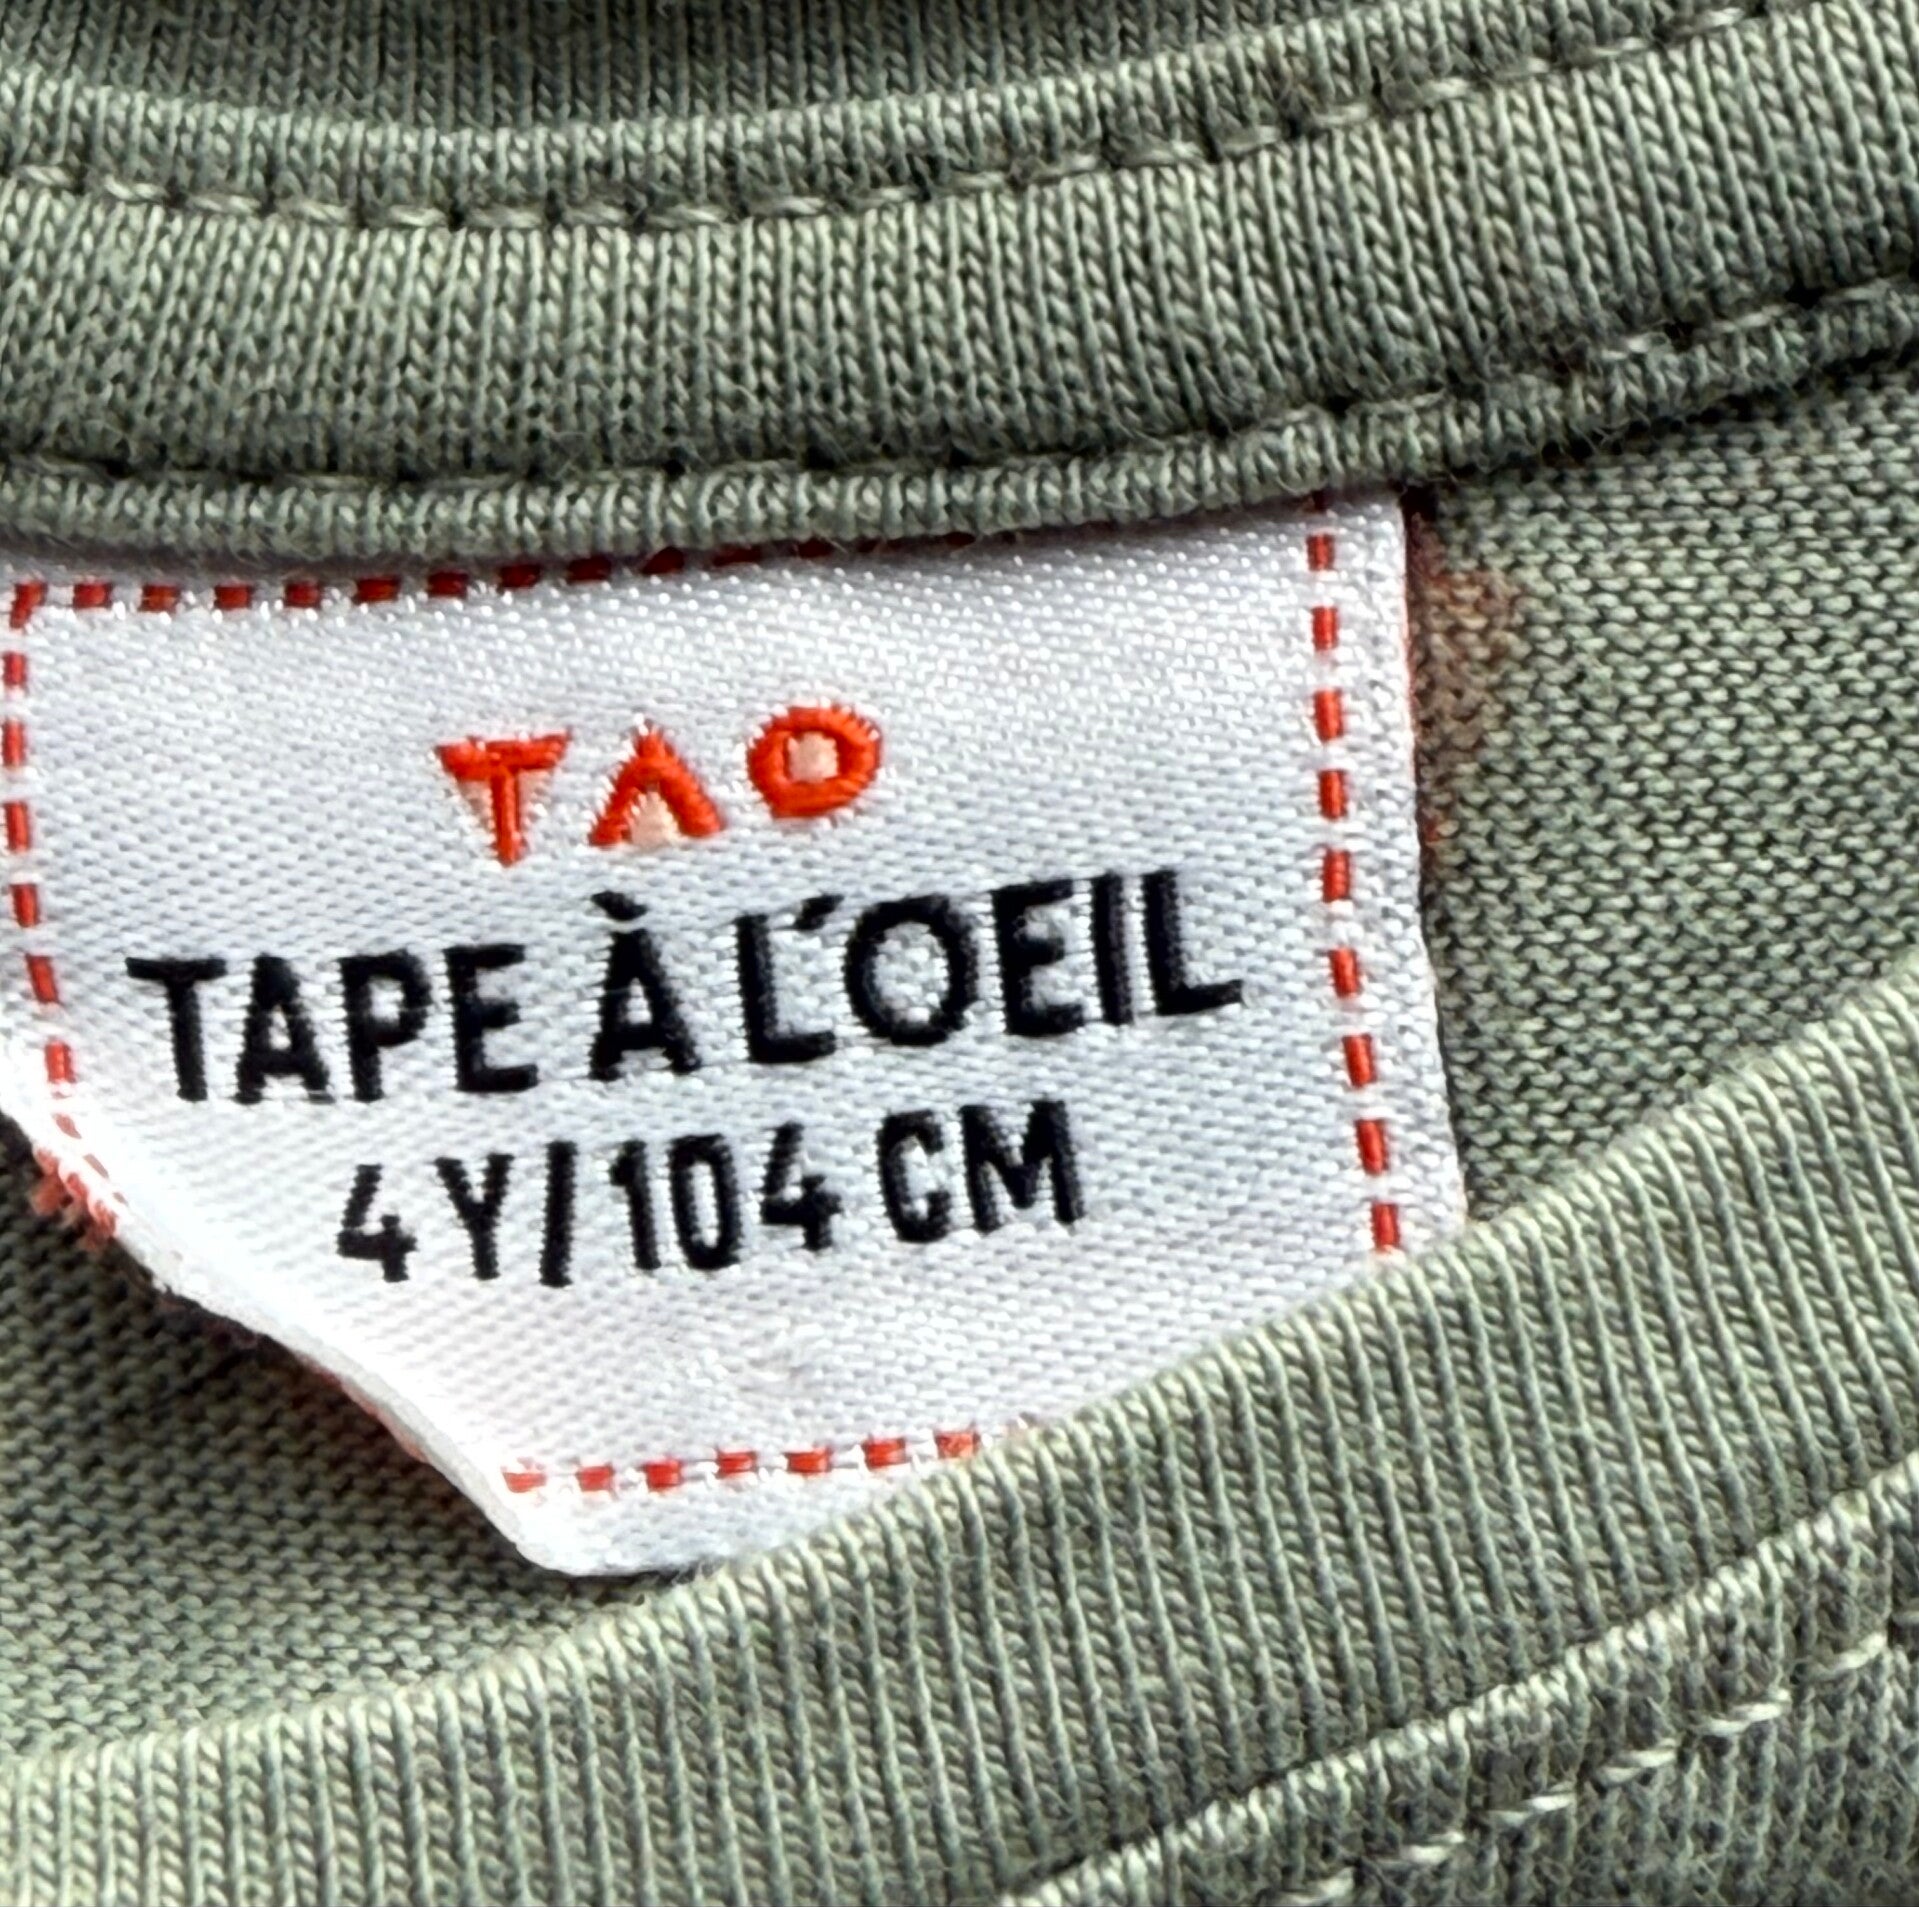 TAO
TAPE À L'OEIL
4Y/104 CM